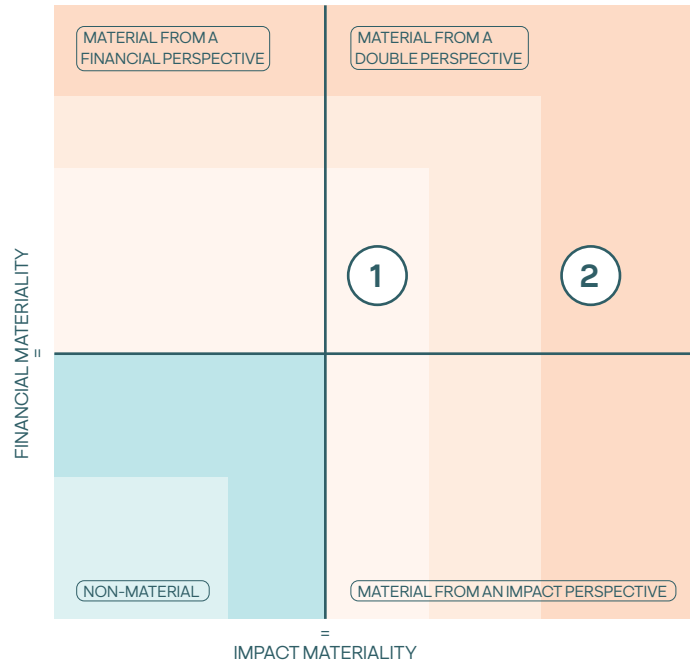 MATERIAL FROM A
FINANCIAL PERSPECTIVE
MATERIAL FROM A
DOUBLE PERSPECTIVE
1
2
FINANCIAL MATERIALITY
=
NON-MATERIAL
MATERIAL FROM AN IMPACT PERSPECTIVE
=
IMPACT MATERIALITY